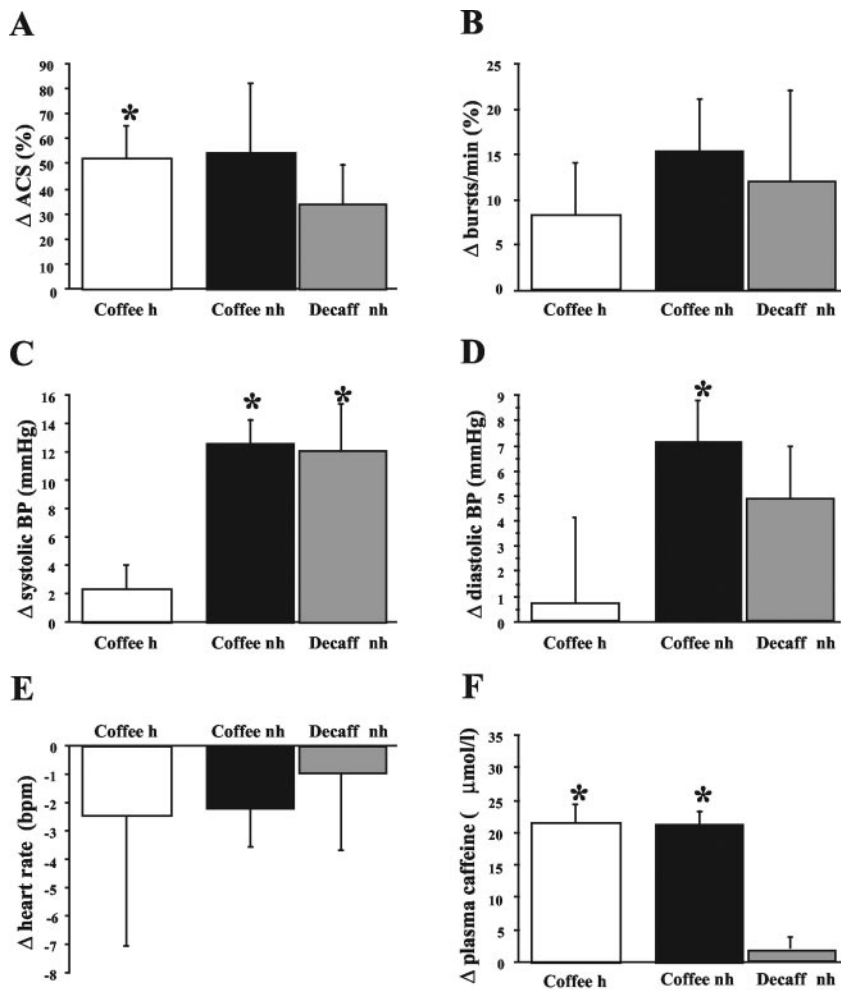 A
Δ ACS (%)
90
80
70
60
50
40
30
20
10
0
*
Coffee h
Coffee nh
Decaff nh
B
Δ bursts/min (%)
25
20
15
10
5
0
Coffee h
Coffee nh
Decaff nh
C
Δ systolic BP (mmHg)
16
14
12
10
8
6
4
2
0
*
*
Coffee h
Coffee nh
Decaff nh
D
Δ diastolic BP (mmHg)
9
8
7
6
5
4
3
2
1
0
*
Coffee h
Coffee nh
Decaff nh
E
Coffee h
Coffee nh
Decaff nh
Δ heart rate (bpm)
0
-1
-2
-3
-4
-5
-6
-7
-8
F
Δ plasma caffeine ( μmol/l)
35
30
25
20
15
10
5
0
*
*
Coffee h
Coffee nh
Decaff nh